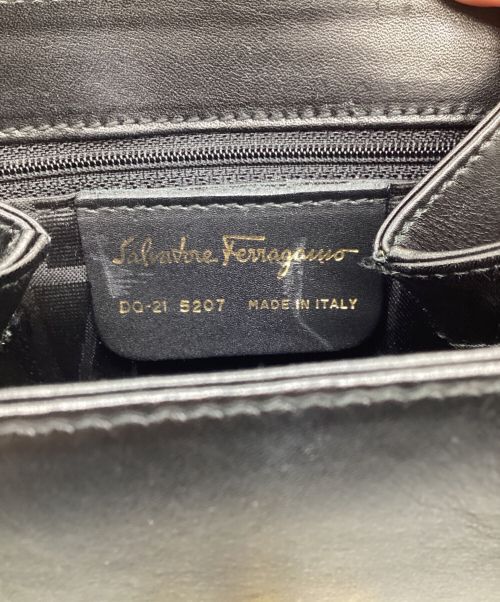 Salvatore Ferragamo
DQ-21 5207 MADE IN ITALY